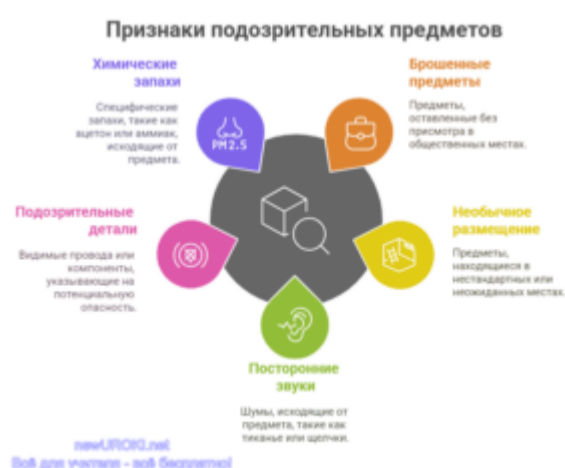 Признаки подозрительных предметов
Химические
запахи
Специфические
запахи, такие как
ацетон или аммиак,
исходящие от
предмета.
PM2.5
Брошенные
предметы
Предметы,
оставленные без
присмотра в
общественных местах.
Подозрительные
детали
Видимые провода или
компоненты,
указывающие на
потенциальную
опасность.
Необычное
размещение
Предметы,
находящиеся в
нестандартных или
неожиданных местах.
Посторонние
звуки
Шумы, исходящие от
предмета, такие как
тиканье или щелчки.
newUROKI.net
Всё для учителя - всё бесплатно!